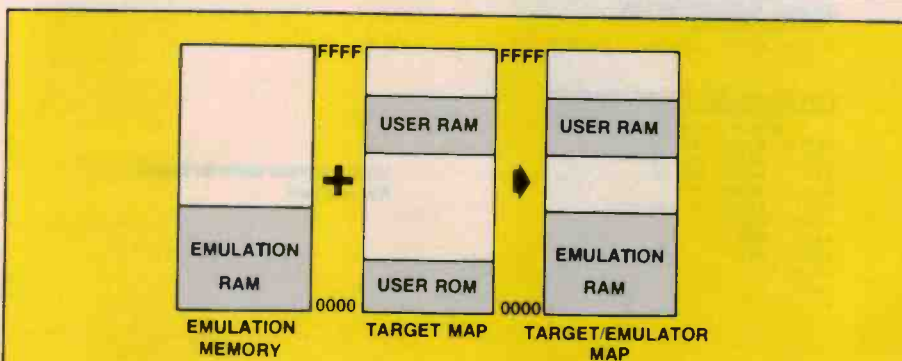 FFFF
FFFF
USER RAM
USER RAM
EMULATION
RAM
USER ROM
EMULATION
RAM
0000
0000
EMULATION
MEMORY
TARGET MAP
TARGET/EMULATOR
MAP